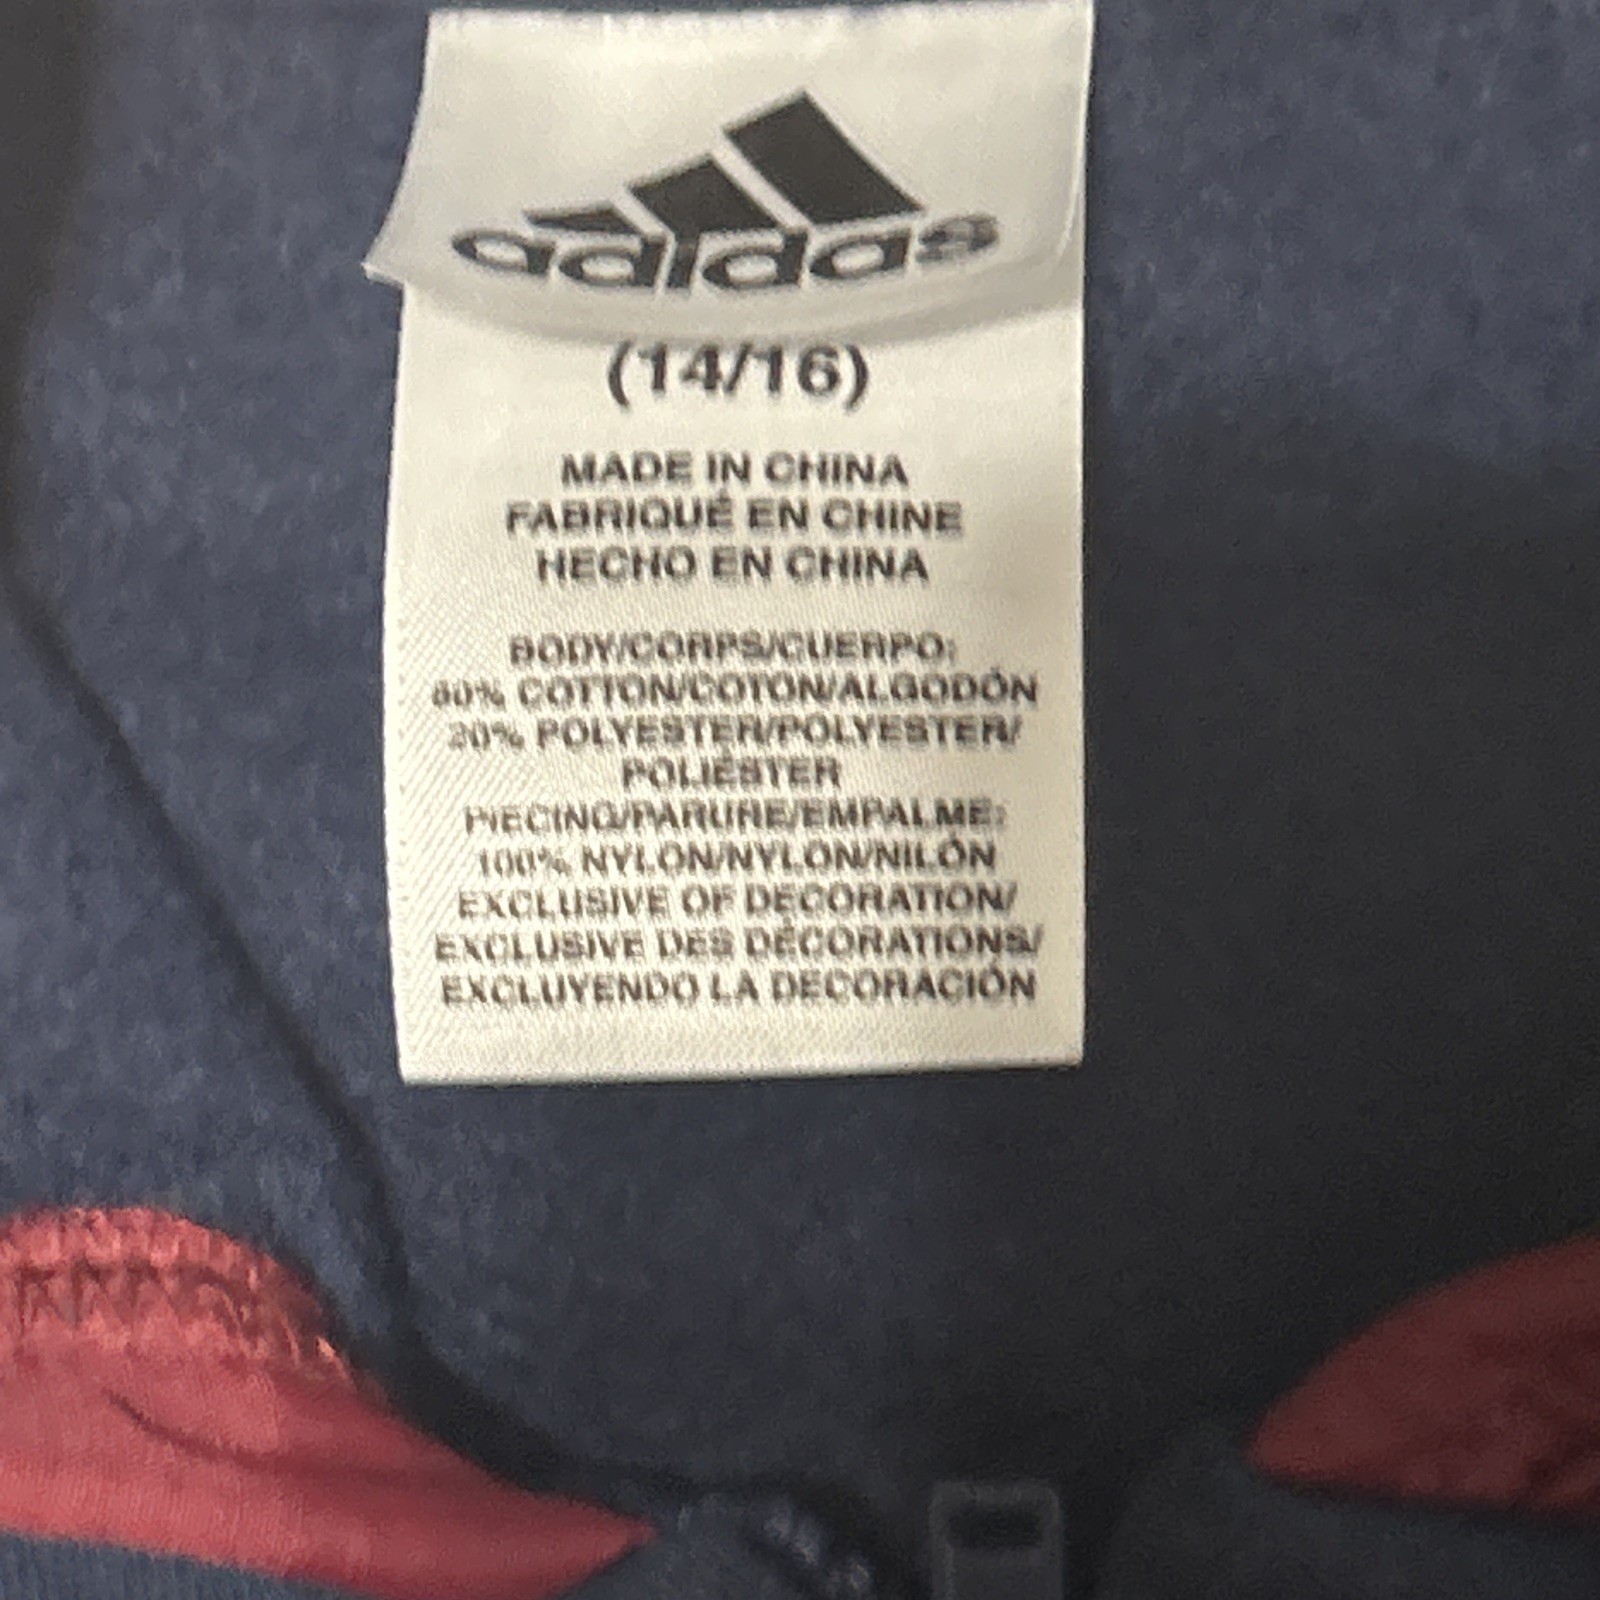 adidas
(14/16)
MADE IN CHINA
FABRIQUÉ EN CHINE
HECHO EN CHINA
BODY/CORPS/CUERPO:
80% COTTON/COTON/ALGODÓN
20% POLYESTER/POLYESTER/
POLIÉSTER
PIECING/PARURE/EMPALME:
100% NYLON/NYLON/NILÓN
EXCLUSIVE OF DECORATION/
EXCLUSIVE DES DÉCORATIONS/
EXCLUYENDO LA DECORACIÓN